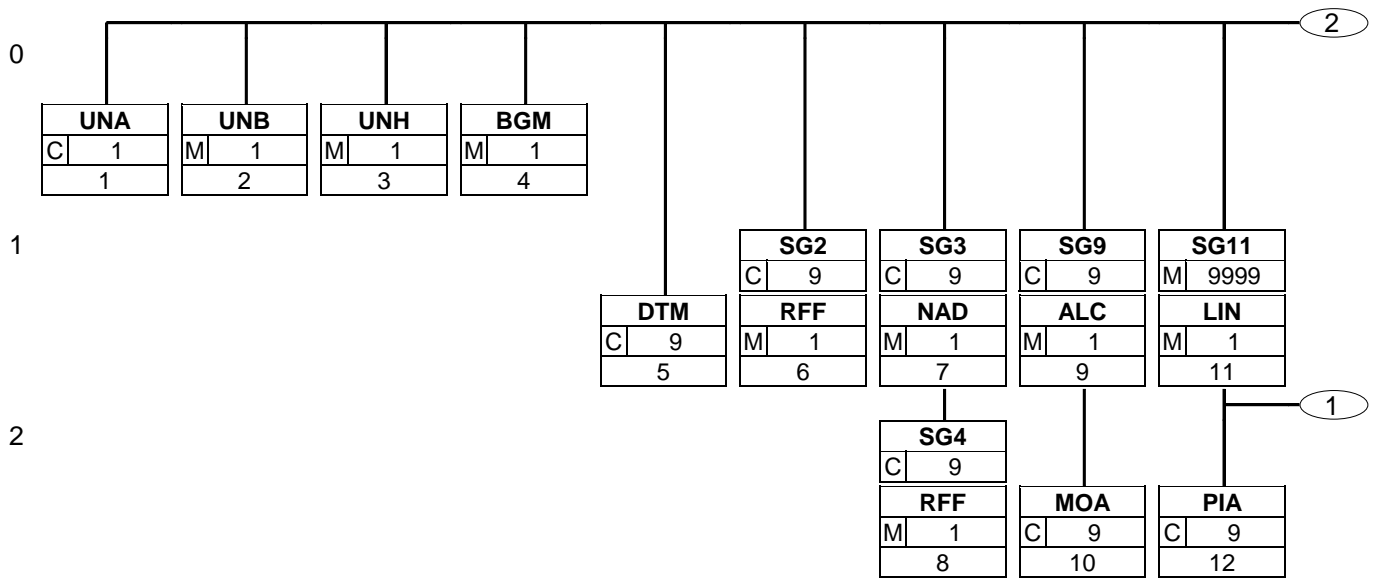 2
0
UNA UNB UNH BGM
C 1 M 1 M 1 M 1
1 2 3 4
1
SG2 SG3 SG9 SG11
C 9 C 9 C 9 M 9999
DTM RFF NAD ALC LIN
C 9 M 1 M 1 M 1 M 1
5 6 7 9 11
1
2
SG4
C 9
RFF MOA PIA
M 1 C 9 C 9
8 10 12